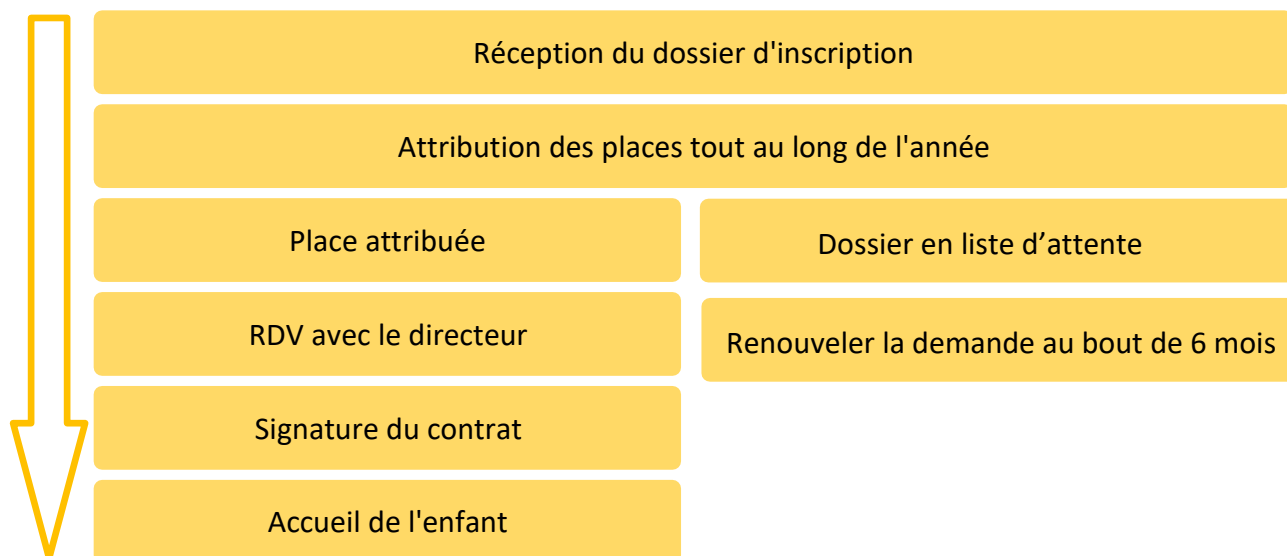 Réception du dossier d'inscription
Attribution des places tout au long de l'année
Place attribuée
Dossier en liste d’attente
RDV avec le directeur
Renouveler la demande au bout de 6 mois
Signature du contrat
Accueil de l'enfant